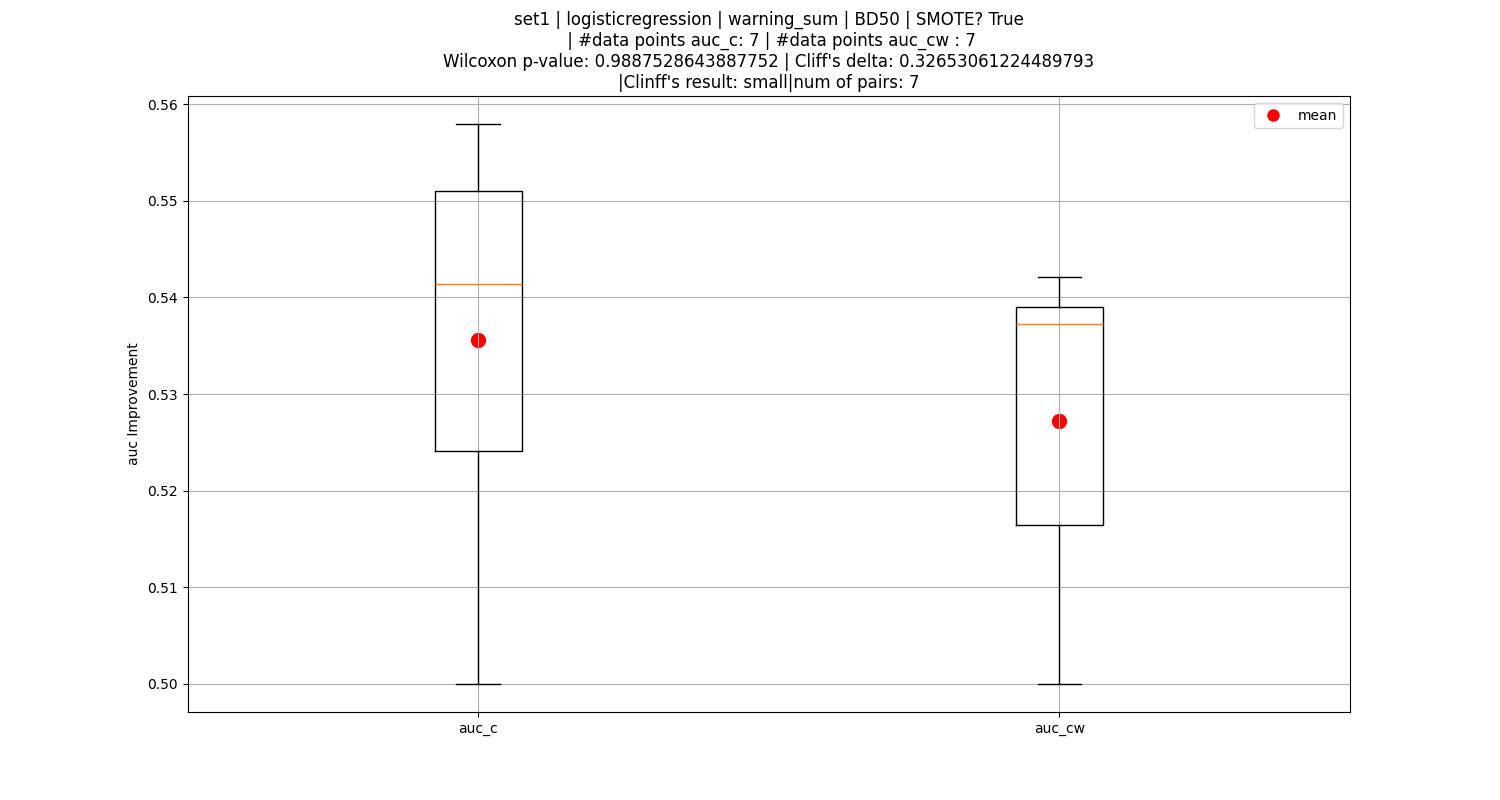 set1 | logisticregression | warning_sum | BD50 | SMOTE? True
| #data points auc_c: 7 | #data points auc_cw : 7
Wilcoxon p-value: 0.9887528643887752 | Cliff's delta: 0.32653061224489793
|Clinff's result: small|num of pairs: 7
mean
0.56
0.55
0.54
0.53
0.52
0.51
0.50
auc Improvement
auc_c
auc_cw